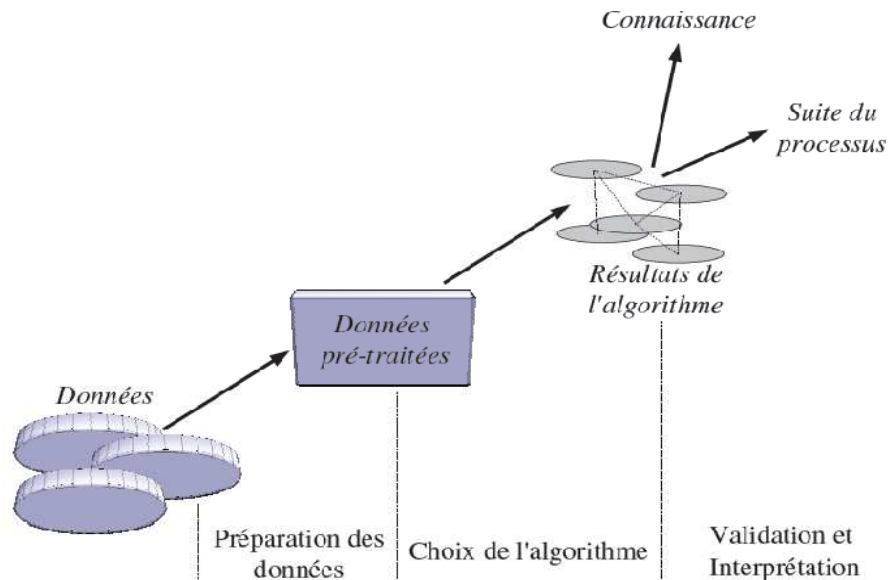 Connaissance
Suite du
processus
Résultats de
l'algorithme
Données
pré-traitées
Données
Préparation des
données
Choix de l'algorithme
Validation et
Interprétation